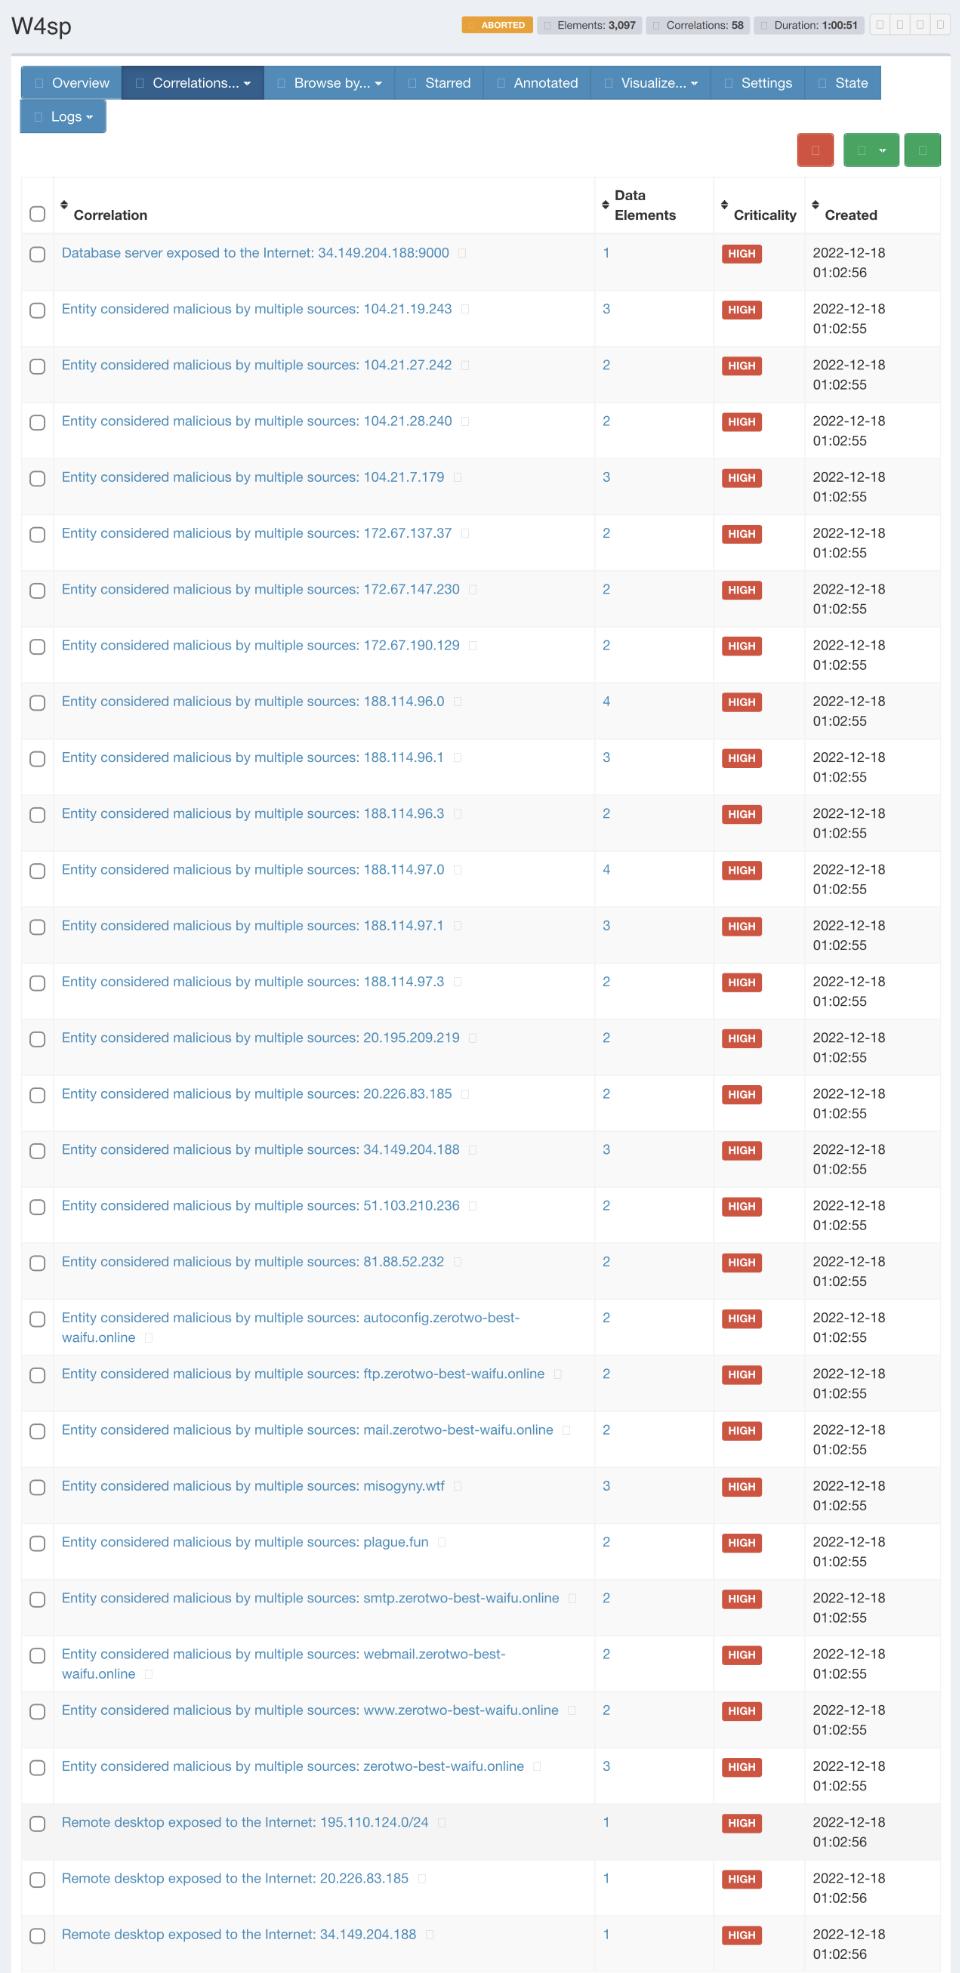 W4sp
ABORTED
Elements: 3,097
Correlations: 58
Duration: 1:00:51
Overview
Correlations...
Browse by...
Starred
Annotated
Visualize...
Settings
State
Logs
Correlation
Data
Elements
Criticality
Created
Database server exposed to the Internet: 34.149.204.188:9000
1
HIGH
2022-12-18
01:02:56
Entity considered malicious by multiple sources: 104.21.19.243
3
HIGH
2022-12-18
01:02:55
Entity considered malicious by multiple sources: 104.21.27.242
2
HIGH
2022-12-18
01:02:55
Entity considered malicious by multiple sources: 104.21.28.240
2
HIGH
2022-12-18
01:02:55
Entity considered malicious by multiple sources: 104.21.7.179
3
HIGH
2022-12-18
01:02:55
Entity considered malicious by multiple sources: 172.67.137.37
2
HIGH
2022-12-18
01:02:55
Entity considered malicious by multiple sources: 172.67.147.230
2
HIGH
2022-12-18
01:02:55
Entity considered malicious by multiple sources: 172.67.190.129
2
HIGH
2022-12-18
01:02:55
Entity considered malicious by multiple sources: 188.114.96.0
4
HIGH
2022-12-18
01:02:55
Entity considered malicious by multiple sources: 188.114.96.1
3
HIGH
2022-12-18
01:02:55
Entity considered malicious by multiple sources: 188.114.96.3
2
HIGH
2022-12-18
01:02:55
Entity considered malicious by multiple sources: 188.114.97.0
4
HIGH
2022-12-18
01:02:55
Entity considered malicious by multiple sources: 188.114.97.1
3
HIGH
2022-12-18
01:02:55
Entity considered malicious by multiple sources: 188.114.97.3
2
HIGH
2022-12-18
01:02:55
Entity considered malicious by multiple sources: 20.195.209.219
2
HIGH
2022-12-18
01:02:55
Entity considered malicious by multiple sources: 20.226.83.185
2
HIGH
2022-12-18
01:02:55
Entity considered malicious by multiple sources: 34.149.204.188
3
HIGH
2022-12-18
01:02:55
Entity considered malicious by multiple sources: 51.103.210.236
2
HIGH
2022-12-18
01:02:55
Entity considered malicious by multiple sources: 81.88.52.232
2
HIGH
2022-12-18
01:02:55
Entity considered malicious by multiple sources: autoconfig.zerotwo-best-
waifu.online
2
HIGH
2022-12-18
01:02:55
Entity considered malicious by multiple sources: ftp.zerotwo-best-waifu.online
2
HIGH
2022-12-18
01:02:55
Entity considered malicious by multiple sources: mail.zerotwo-best-waifu.online
2
HIGH
2022-12-18
01:02:55
Entity considered malicious by multiple sources: misogyny.wtf
3
HIGH
2022-12-18
01:02:55
Entity considered malicious by multiple sources: plague.fun
2
HIGH
2022-12-18
01:02:55
Entity considered malicious by multiple sources: smtp.zerotwo-best-waifu.online
2
HIGH
2022-12-18
01:02:55
Entity considered malicious by multiple sources: webmail.zerotwo-best-
waifu.online
2
HIGH
2022-12-18
01:02:55
Entity considered malicious by multiple sources: www.zerotwo-best-waifu.online
2
HIGH
2022-12-18
01:02:55
Entity considered malicious by multiple sources: zerotwo-best-waifu.online
3
HIGH
2022-12-18
01:02:55
Remote desktop exposed to the Internet: 195.110.124.0/24
1
HIGH
2022-12-18
01:02:56
Remote desktop exposed to the Internet: 20.226.83.185
1
HIGH
2022-12-18
01:02:56
Remote desktop exposed to the Internet: 34.149.204.188
1
HIGH
2022-12-18
01:02:56